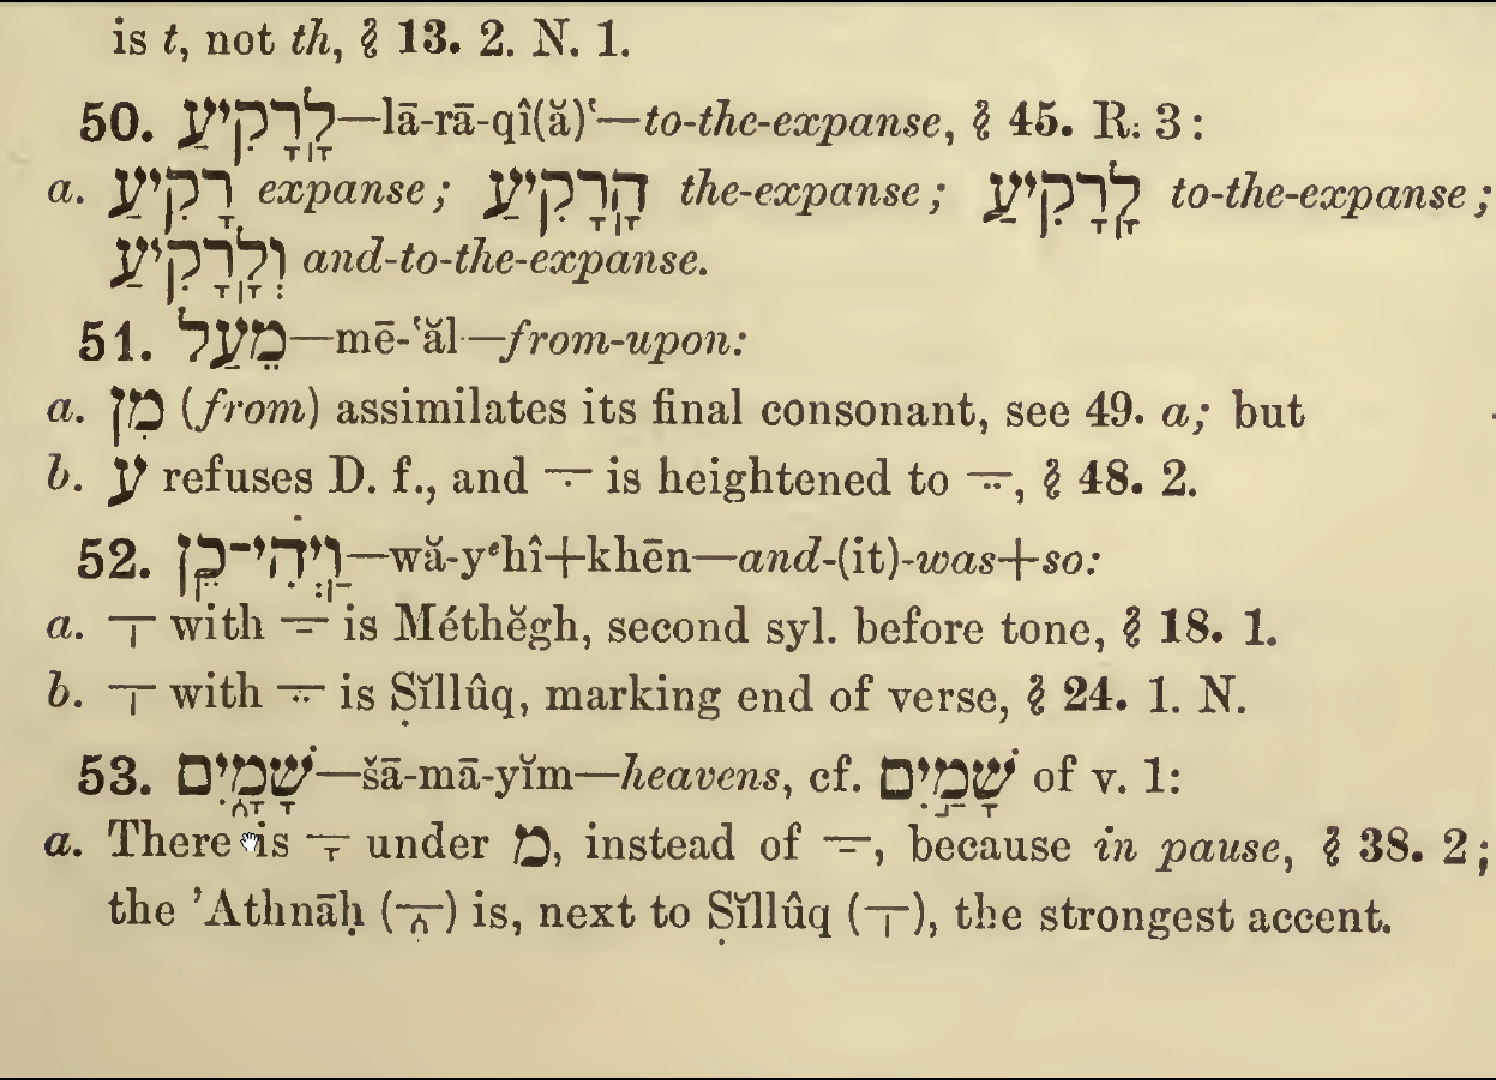 is t, not th, § 13. 2. N. 1.
50. לָֽרָקִיעַ—lā-rā-qî(ă)ʿ—to-the-expanse, § 45. R. 3:
a. רָקִיעַ expanse; הָֽרָקִיעַ the-expanse; לָֽרָקִיעַ to-the-expanse;
וְלָֽרָקִיעַ and-to-the-expanse.
51. מֵעַל—mē-ʿăl—from-upon:
a. מִן (from) assimilates its final consonant, see 49. a; but
b. ע refuses D. f., and ـִ is heightened to ـֵ, § 48. 2.
52. וַֽיְהִי־כֵֽן—wă-yᵉhî+khēn—and-(it)-was+so:
a. ـֽ with ـַ is Méthĕgh, second syl. before tone, § 18. 1.
b. ـֽ with ـֵ is Ṣĭllûq, marking end of verse, § 24. 1. N.
53. שָׁמָ֑יִם—šā-mā-yĭm—heavens, cf. שָׁמַ֖יִם of v. 1:
a. There is ـָ under מ, instead of ـַ, because in pause, § 38. 2;
the ʾAthnāḥ (ـ֑) is, next to Ṣĭllûq (ـֽ), the strongest accent.